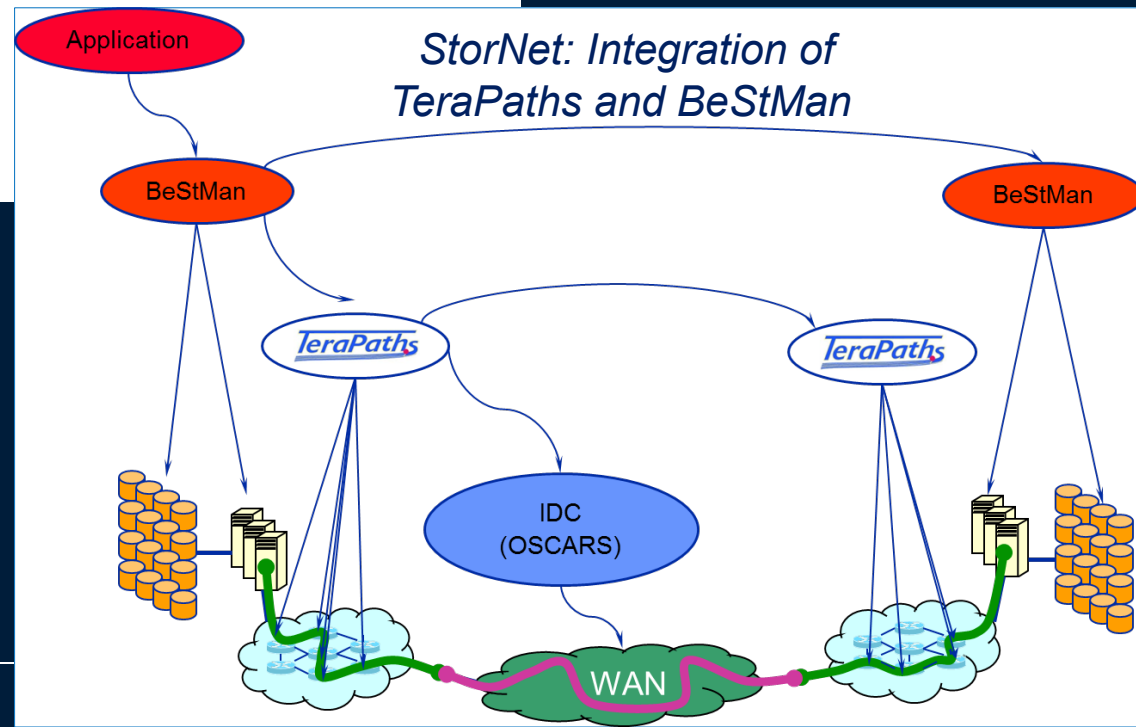 Application
StorNet: Integration of
TeraPaths and BeStMan
BeStMan
BeStMan
TeraPaths
TeraPaths
IDC
(OSCARS)
WAN